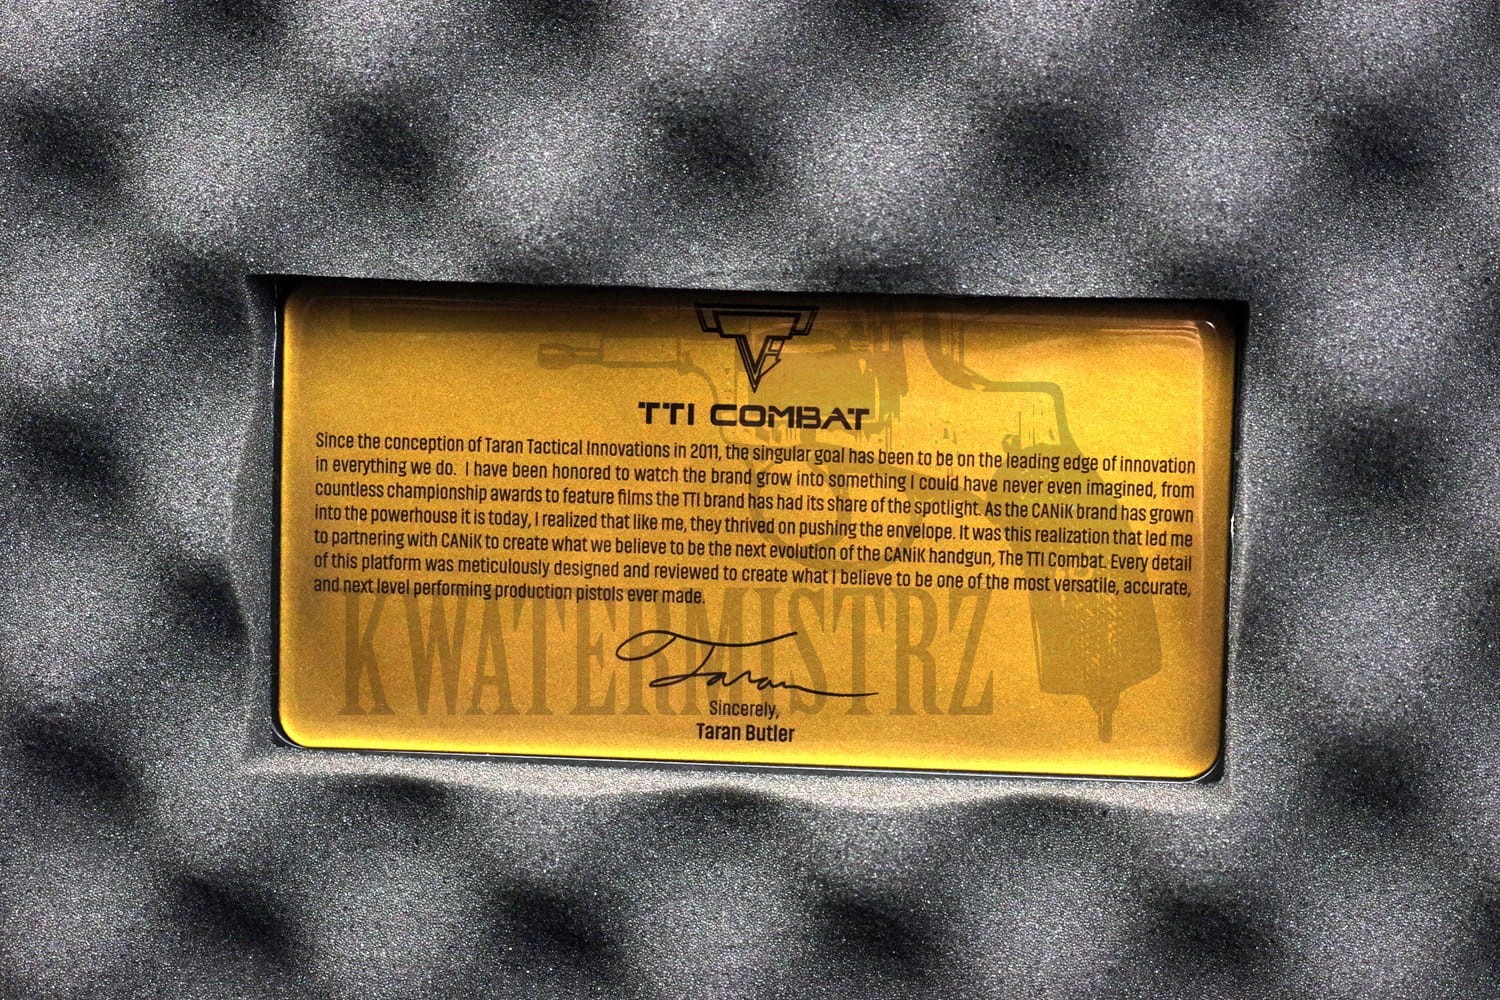 TTI COMBAT
Since the conception of Taran Tactical Innovations in 2011, the singular goal has been to be on the leading edge of innovation
in everything we do. I have been honored to watch the brand grow into something I could have never even imagined, from
countless championship awards to feature films the TTI brand has had its share of the spotlight. As the CANiK brand has grown
into the powerhouse it is today, I realized that like me, they thrived on pushing the envelope. It was this realization that led me
to partnering with CANiK to create what we believe to be the next evolution of the CANiK handgun, The TTI Combat. Every detail
of this platform was meticulously designed and reviewed to create what I believe to be one of the most versatile, accurate,
and next level performing production pistols ever made.
KWATERMISTRZ
Taran
Sincerely,
Taran Butler